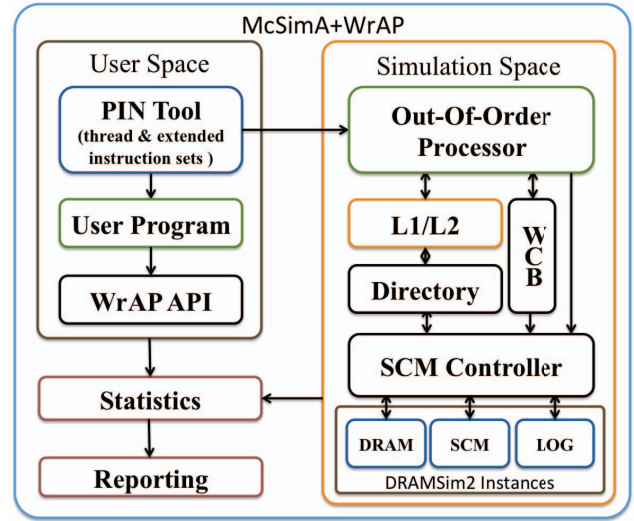 McSimA+WrAP
User Space
PIN Tool
(thread & extended
instruction sets )
User Program
WrAP API
Statistics
Reporting
Simulation Space
Out-Of-Order
Processor
L1/L2
W
C
B
Directory
SCM Controller
DRAM
SCM
LOG
DRAMSim2 Instances